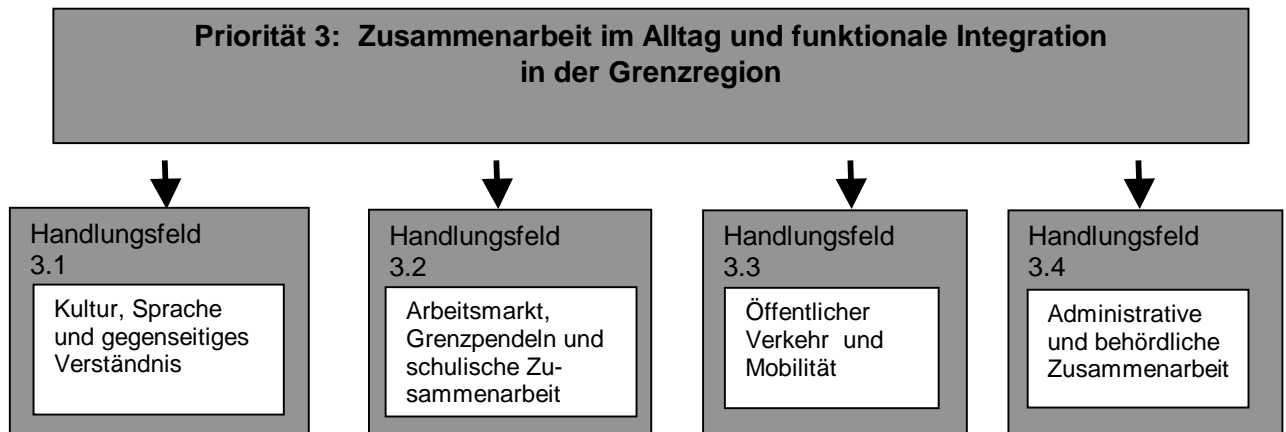 Priorität 3: Zusammenarbeit im Alltag und funktionale Integration
in der Grenzregion
Handlungsfeld
3.1
Kultur, Sprache
und gegenseitiges
Verständnis
Handlungsfeld
3.2
Arbeitsmarkt,
Grenzpendeln und
schulische Zu-
sammenarbeit
Handlungsfeld
3.3
Öffentlicher
Verkehr und
Mobilität
Handlungsfeld
3.4
Administrative
und behördliche
Zusammenarbeit